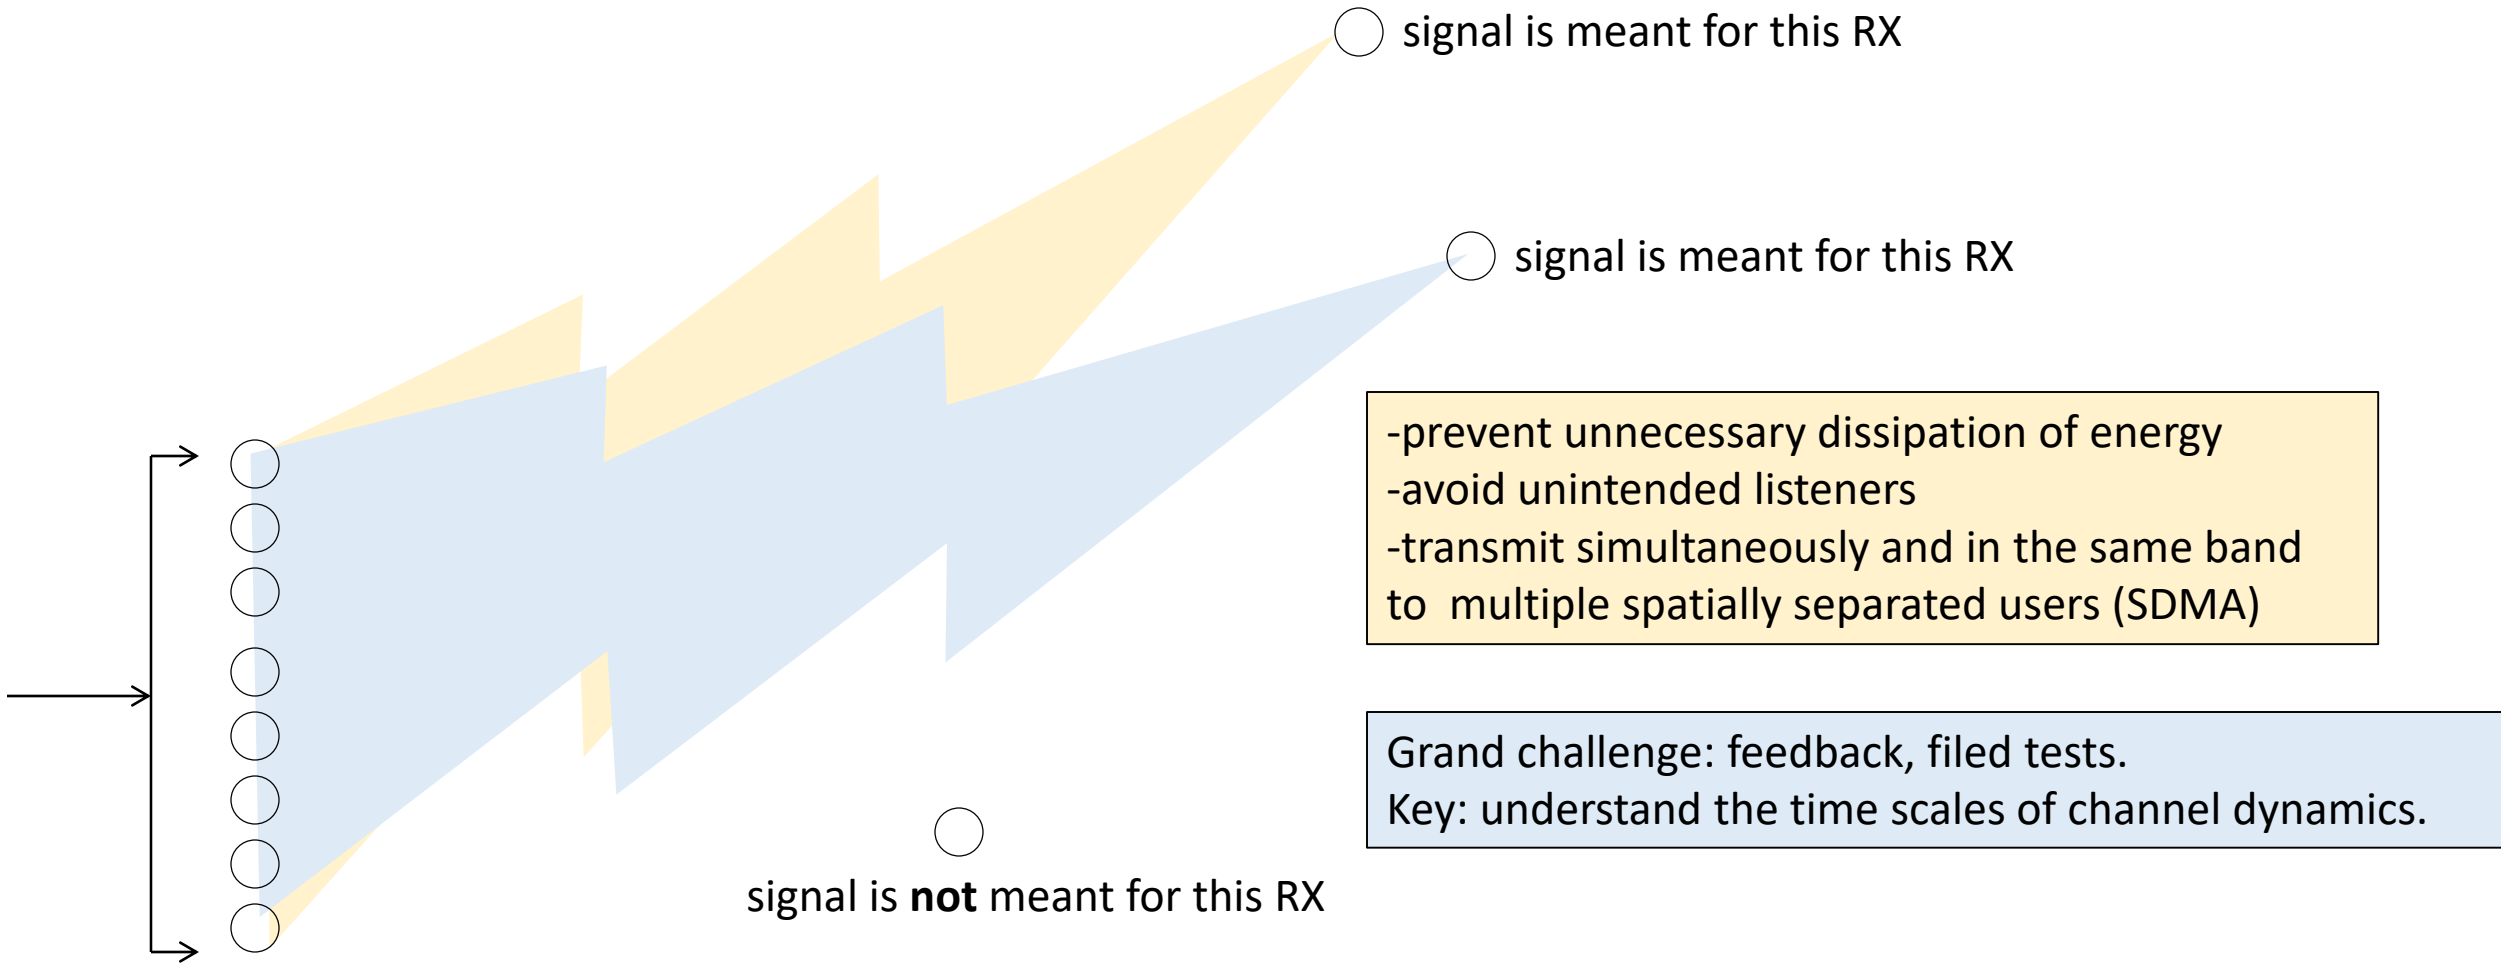 signal is meant for this RX
signal is meant for this RX
-prevent unnecessary dissipation of energy
-avoid unintended listeners
-transmit simultaneously and in the same band
to  multiple spatially separated users (SDMA)
Grand challenge: feedback, filed tests.
Key: understand the time scales of channel dynamics.
signal is not meant for this RX